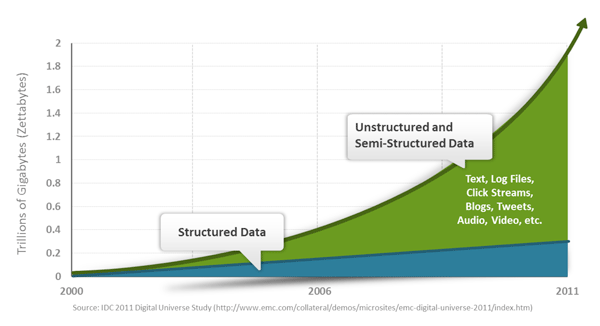 Trillions of Gigabytes (Zettabytes)
2
1.8
1.6
1.4
1.2
1
0.8
0.6
0.4
0.2
0
Unstructured and
Semi-Structured Data
Text, Log Files,
Click Streams,
Blogs, Tweets,
Audio, Video, etc.
Structured Data
2000
2006
2011
Source: IDC 2011 Digital Universe Study (http://www.emc.com/collateral/demos/microsites/emc-digital-universe-2011/index.htm)